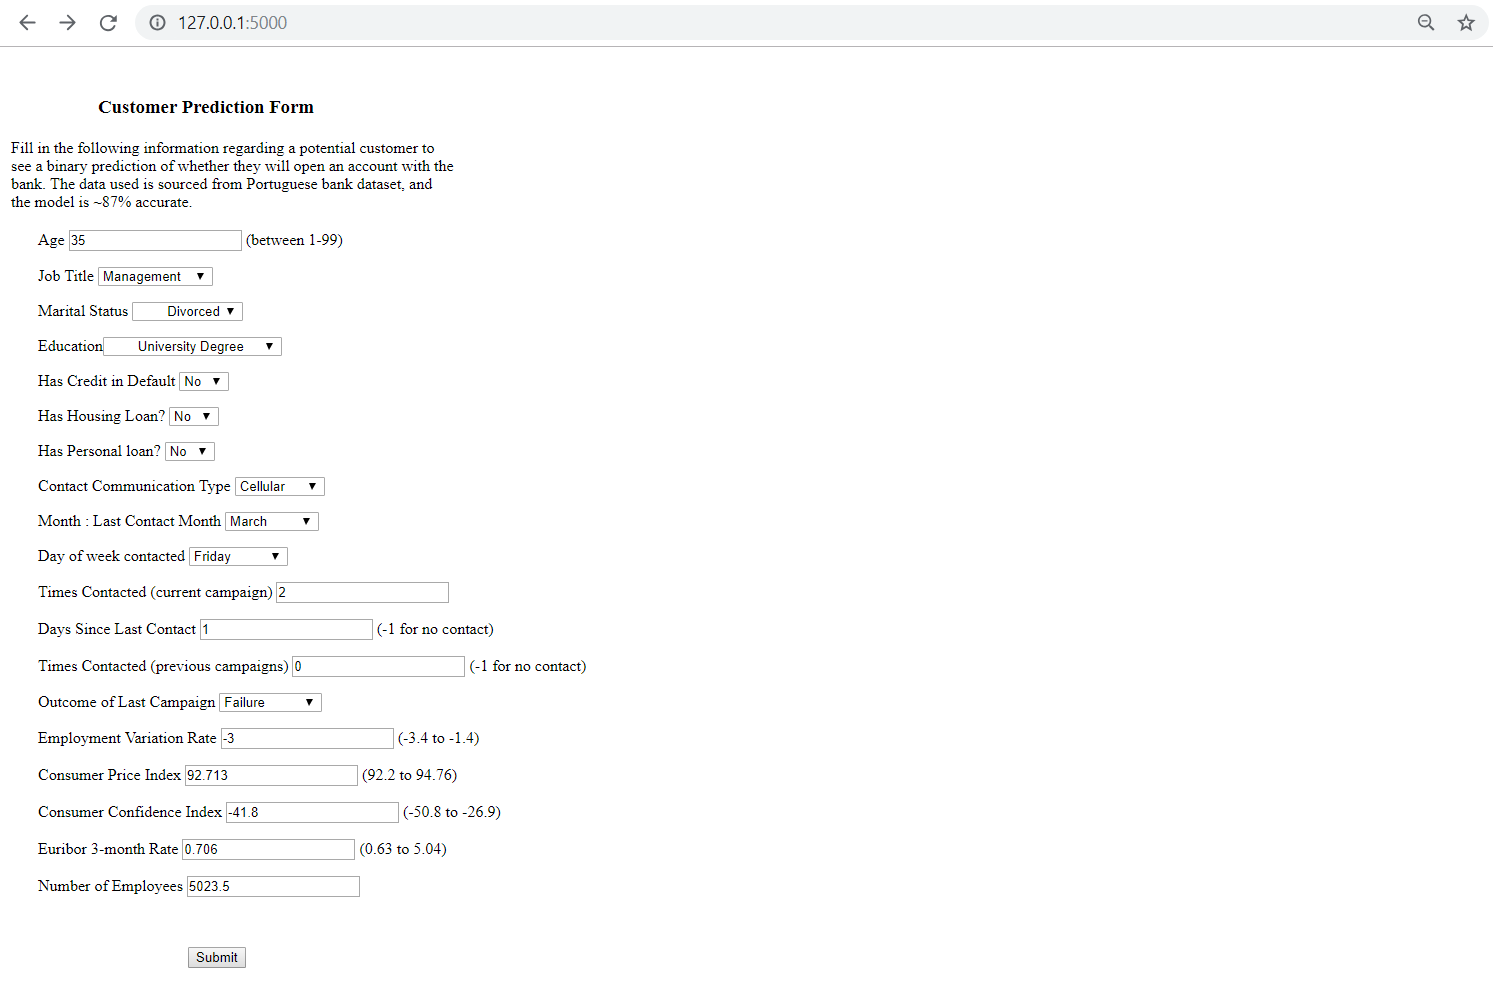 127.0.0.1:5000
Customer Prediction Form
Fill in the following information regarding a potential customer to
see a binary prediction of whether they will open an account with the
bank. The data used is sourced from Portuguese bank dataset, and
the model is ~87% accurate.
Age 35 (between 1-99)
Job Title Management
Marital Status Divorced
Education University Degree
Has Credit in Default No
Has Housing Loan? No
Has Personal loan? No
Contact Communication Type Cellular
Month : Last Contact Month March
Day of week contacted Friday
Times Contacted (current campaign) 2
Days Since Last Contact 1 (-1 for no contact)
Times Contacted (previous campaigns) 0 (-1 for no contact)
Outcome of Last Campaign Failure
Employment Variation Rate -3 (-3.4 to -1.4)
Consumer Price Index 92.713 (92.2 to 94.76)
Consumer Confidence Index -41.8 (-50.8 to -26.9)
Euribor 3-month Rate 0.706 (0.63 to 5.04)
Number of Employees 5023.5
Submit